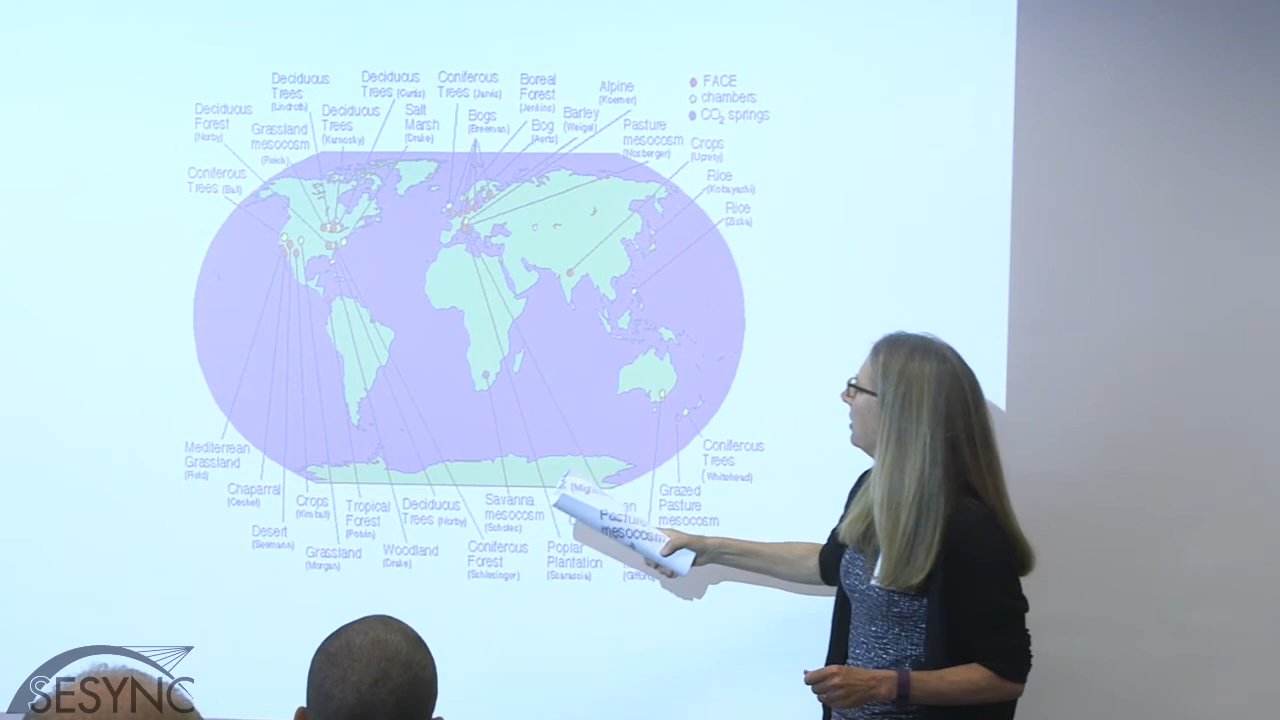 Deciduous
Trees
(Lindroth)
Deciduous
Trees (Curtis)
Coniferous
Trees (Jarvis)
Boreal
Forest
(Jenkins)
Alpine
(Koerner)
FACE
chambers
CO₂ springs
Deciduous
Forest
(Norby)
Grassland
mesocosm
(Reich)
Deciduous
Trees
(Karnosky)
Salt
Marsh
(Drake)
Bogs
Bog
(Aerts)
Barley
(Weigel)
Pasture
mesocosm
(Nosberger)
Crops
(Uprety)
Coniferous
Trees (Ball)
Rice
(Kobayashi)
Rice
(Ziska)
Mediterrean
Grassland
(Field)
Chaparral
(Oechel)
Desert
(Seemann)
Crops
(Kimball)
Grassland
(Morgan)
Tropical
Forest
(Potvin)
Woodland
(Drake)
Deciduous
Trees (Norby)
Coniferous
Forest
(Schlesinger)
Savanna
mesocosm
(Scholes)
Poplar
Plantation
(Scarascia)
Pasture
mesocosm
Grazed
Pasture
mesocosm
Coniferous
Trees
(Whitehead)
SESYNC